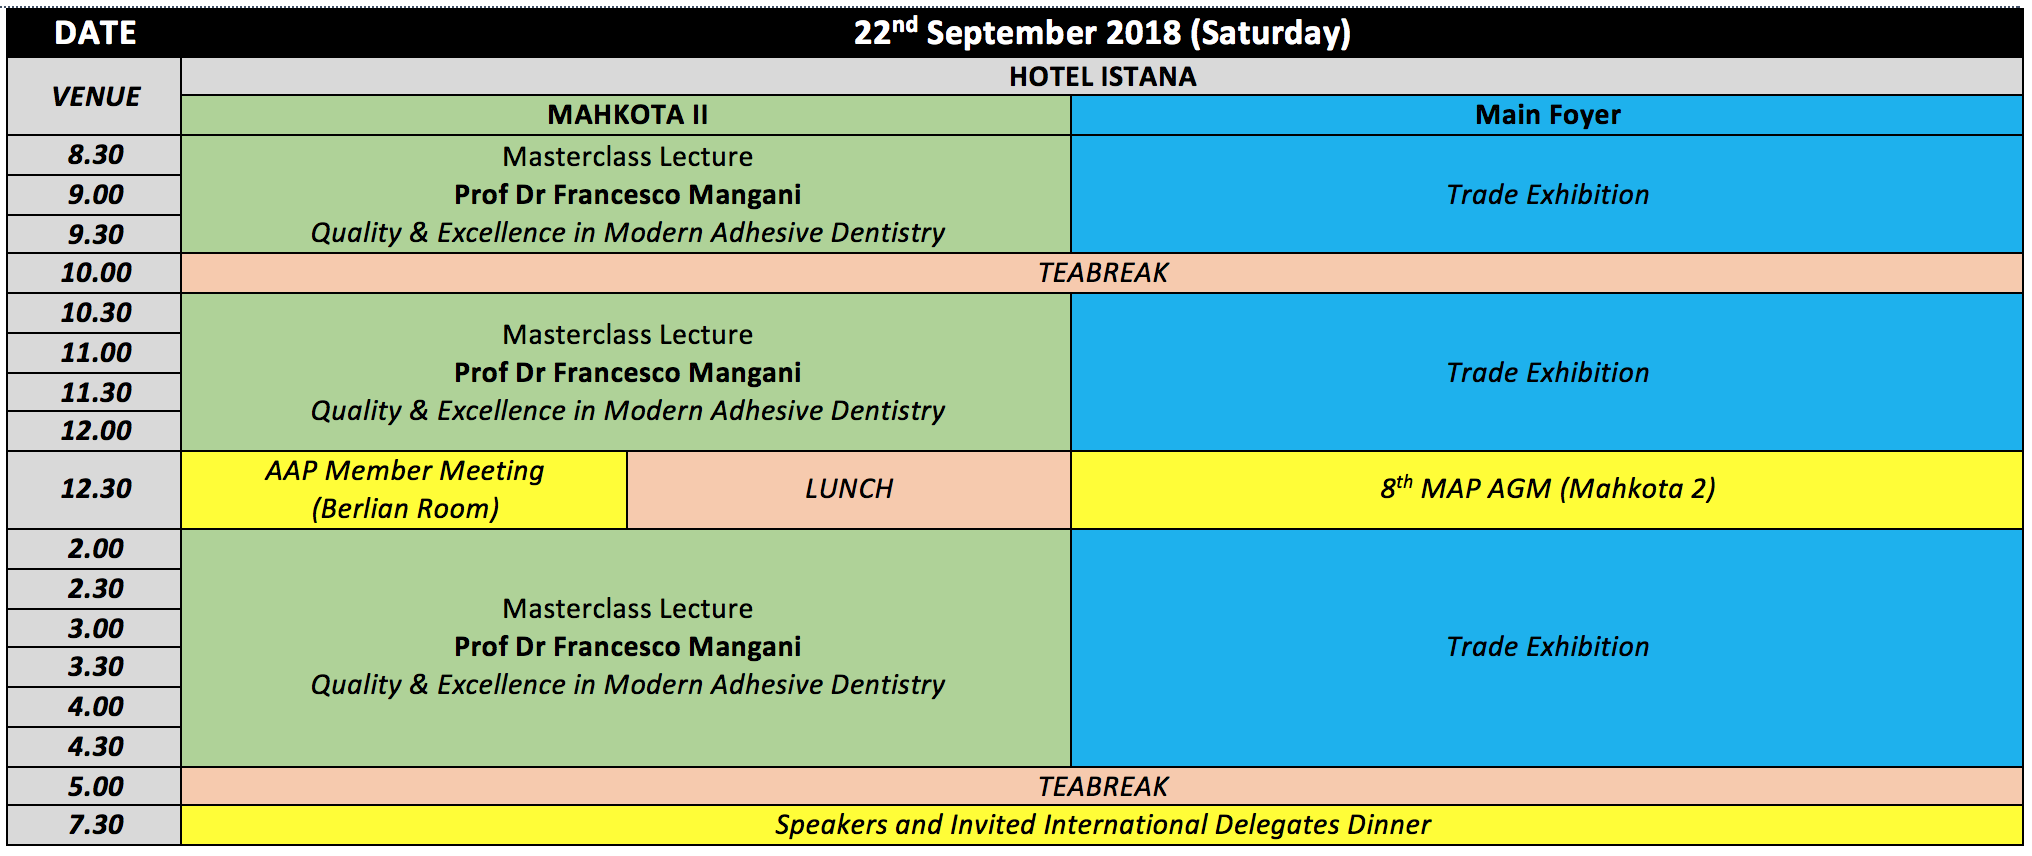 DATE
22nd September 2018 (Saturday)
VENUE
HOTEL ISTANA
MAHKOTA II
Main Foyer
8.30
9.00
9.30
Masterclass Lecture
Prof Dr Francesco Mangani
Quality & Excellence in Modern Adhesive Dentistry
Trade Exhibition
10.00
TEABREAK
10.30
11.00
11.30
12.00
Masterclass Lecture
Prof Dr Francesco Mangani
Quality & Excellence in Modern Adhesive Dentistry
Trade Exhibition
12.30
AAP Member Meeting
(Berlian Room)
LUNCH
8th MAP AGM (Mahkota 2)
2.00
2.30
3.00
3.30
4.00
4.30
Masterclass Lecture
Prof Dr Francesco Mangani
Quality & Excellence in Modern Adhesive Dentistry
Trade Exhibition
5.00
TEABREAK
7.30
Speakers and Invited International Delegates Dinner